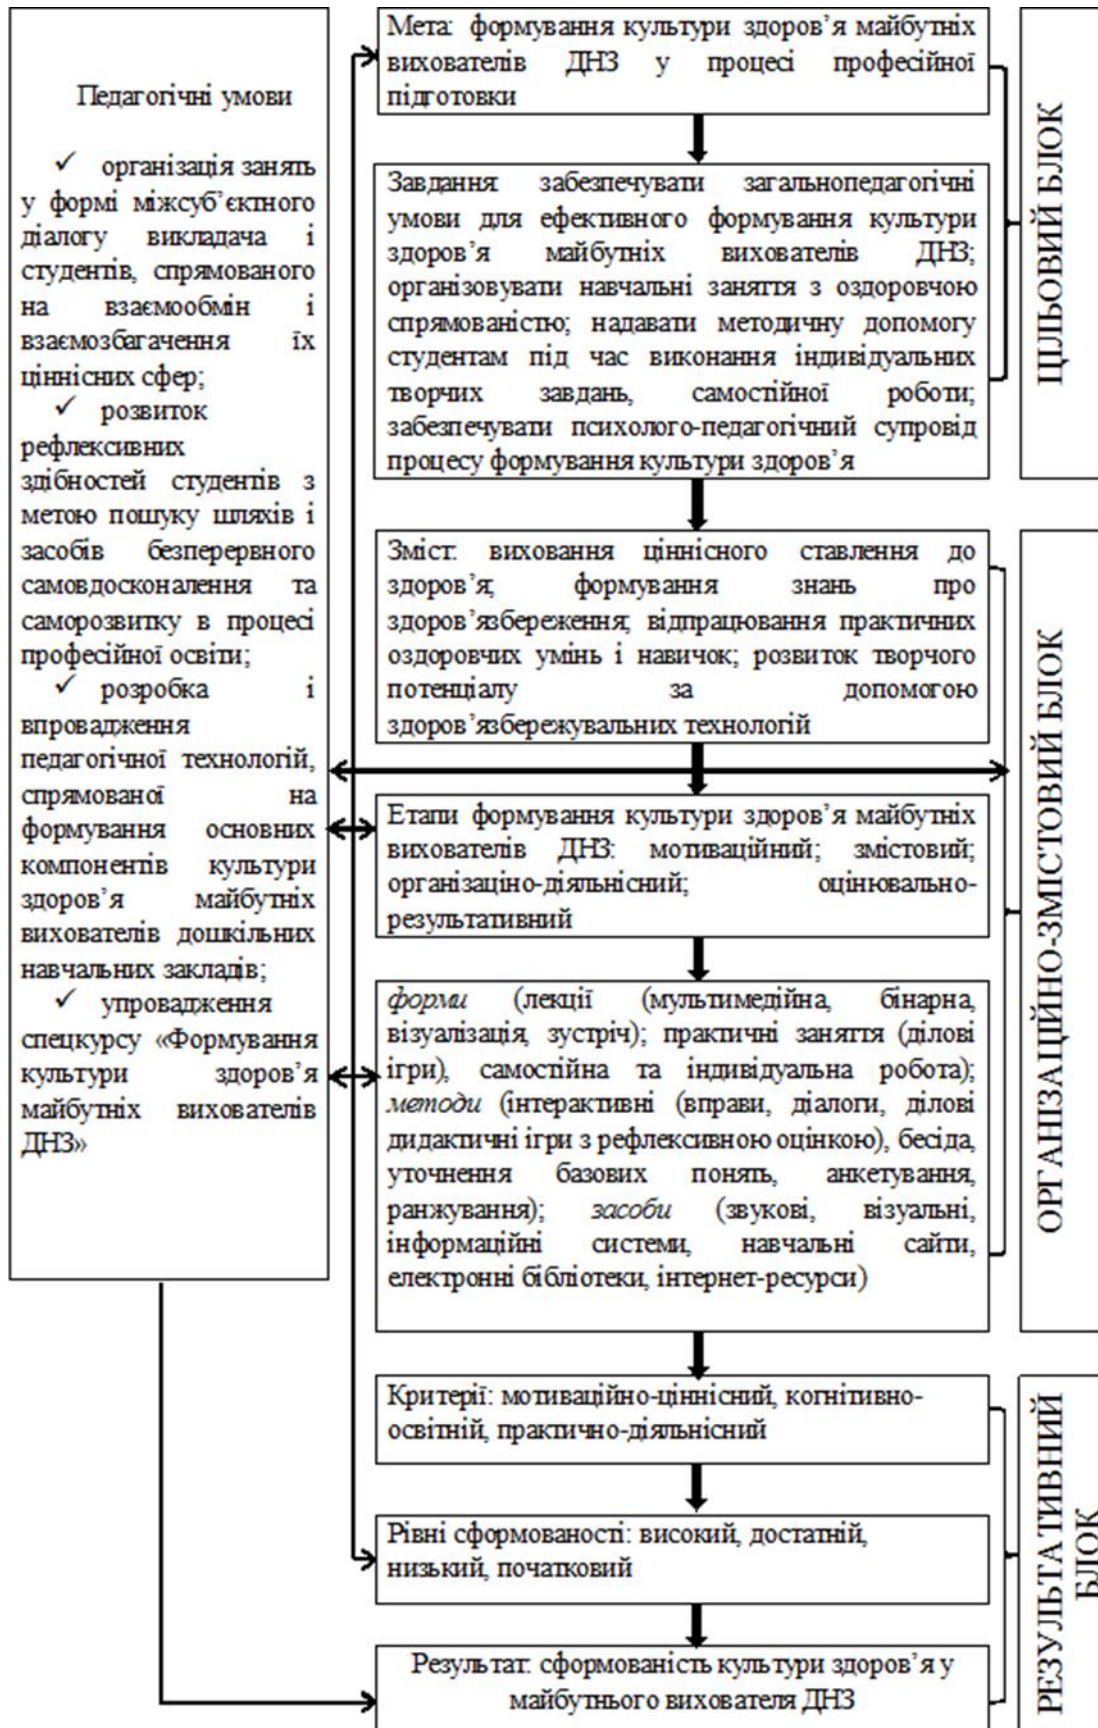 Педагогічні умови
✓ організація занять
у формі міжсуб’єктного
діалогу викладача і
студентів, спрямованого
на взаємообмін і
взаємозбагачення їх
ціннісних сфер;
✓ розвиток
рефлексивних
здібностей студентів з
метою пошуку шляхів і
засобів безперервного
самовдосконалення та
саморозвитку в процесі
професійної освіти;
✓ розробка і
впровадження
педагогічної технологій,
спрямованої на
формування основних
компонентів культури
здоров’я майбутніх
вихователів дошкільних
навчальних закладів;
✓ упровадження
спецкурсу «Формування
культури здоров’я
майбутніх вихователів
ДНЗ»
Мета: формування культури здоров’я майбутніх
вихователів ДНЗ у процесі професійної
підготовки
Завдання: забезпечувати загальнопедагогічні
умови для ефективного формування культури
здоров’я майбутніх вихователів ДНЗ;
організовувати навчальні заняття з оздоровчою
спрямованістю; надавати методичну допомогу
студентам під час виконання індивідуальних
творчих завдань, самостійної роботи;
забезпечувати психолого-педагогічний супровід
процесу формування культури здоров’я
ЦІЛЬОВИЙ БЛОК
Зміст: виховання ціннісного ставлення до
здоров’я; формування знань про
здоров’язбереження; відпрацювання практичних
оздоровчих умінь і навичок; розвиток творчого
потенціалу за допомогою
здоров’язбережувальних технологій
Етапи формування культури здоров’я майбутніх
вихователів ДНЗ: мотиваційний; змістовий;
організаціно-діяльнісний; оцінювально-
результативний
форми (лекції (мультимедійна, бінарна,
візуалізація, зустріч); практичні заняття (ділові
ігри), самостійна та індивідуальна робота);
методи (інтерактивні (вправи, діалоги, ділові
дидактичні ігри з рефлексивною оцінкою), бесіда,
уточнення базових понять, анкетування,
ранжування); засоби (звукові, візуальні,
інформаційні системи, навчальні сайти,
електронні бібліотеки, інтернет-ресурси)
ОРГАНІЗАЦІЙНО-ЗМІСТОВИЙ БЛОК
Критерії: мотиваційно-ціннісний, когнітивно-
освітній, практично-діяльнісний
Рівні сформованості: високий, достатній,
низький, початковий
Результат: сформованість культури здоров’я у
майбутнього вихователя ДНЗ
РЕЗУЛЬТАТИВНИЙ
БЛОК